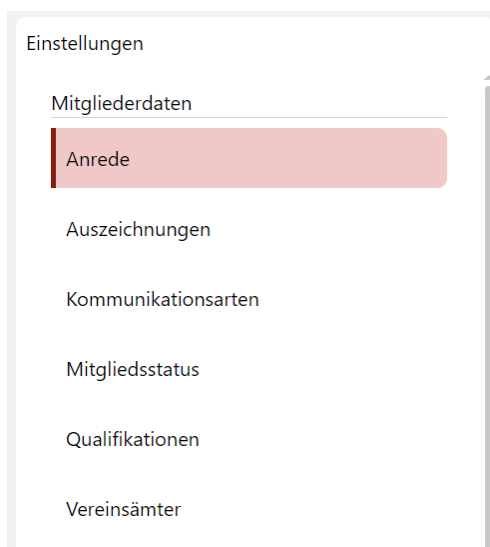 Einstellungen
Mitgliederdaten
Anrede
Auszeichnungen
Kommunikationsarten
Mitgliedsstatus
Qualifikationen
Vereinsämter